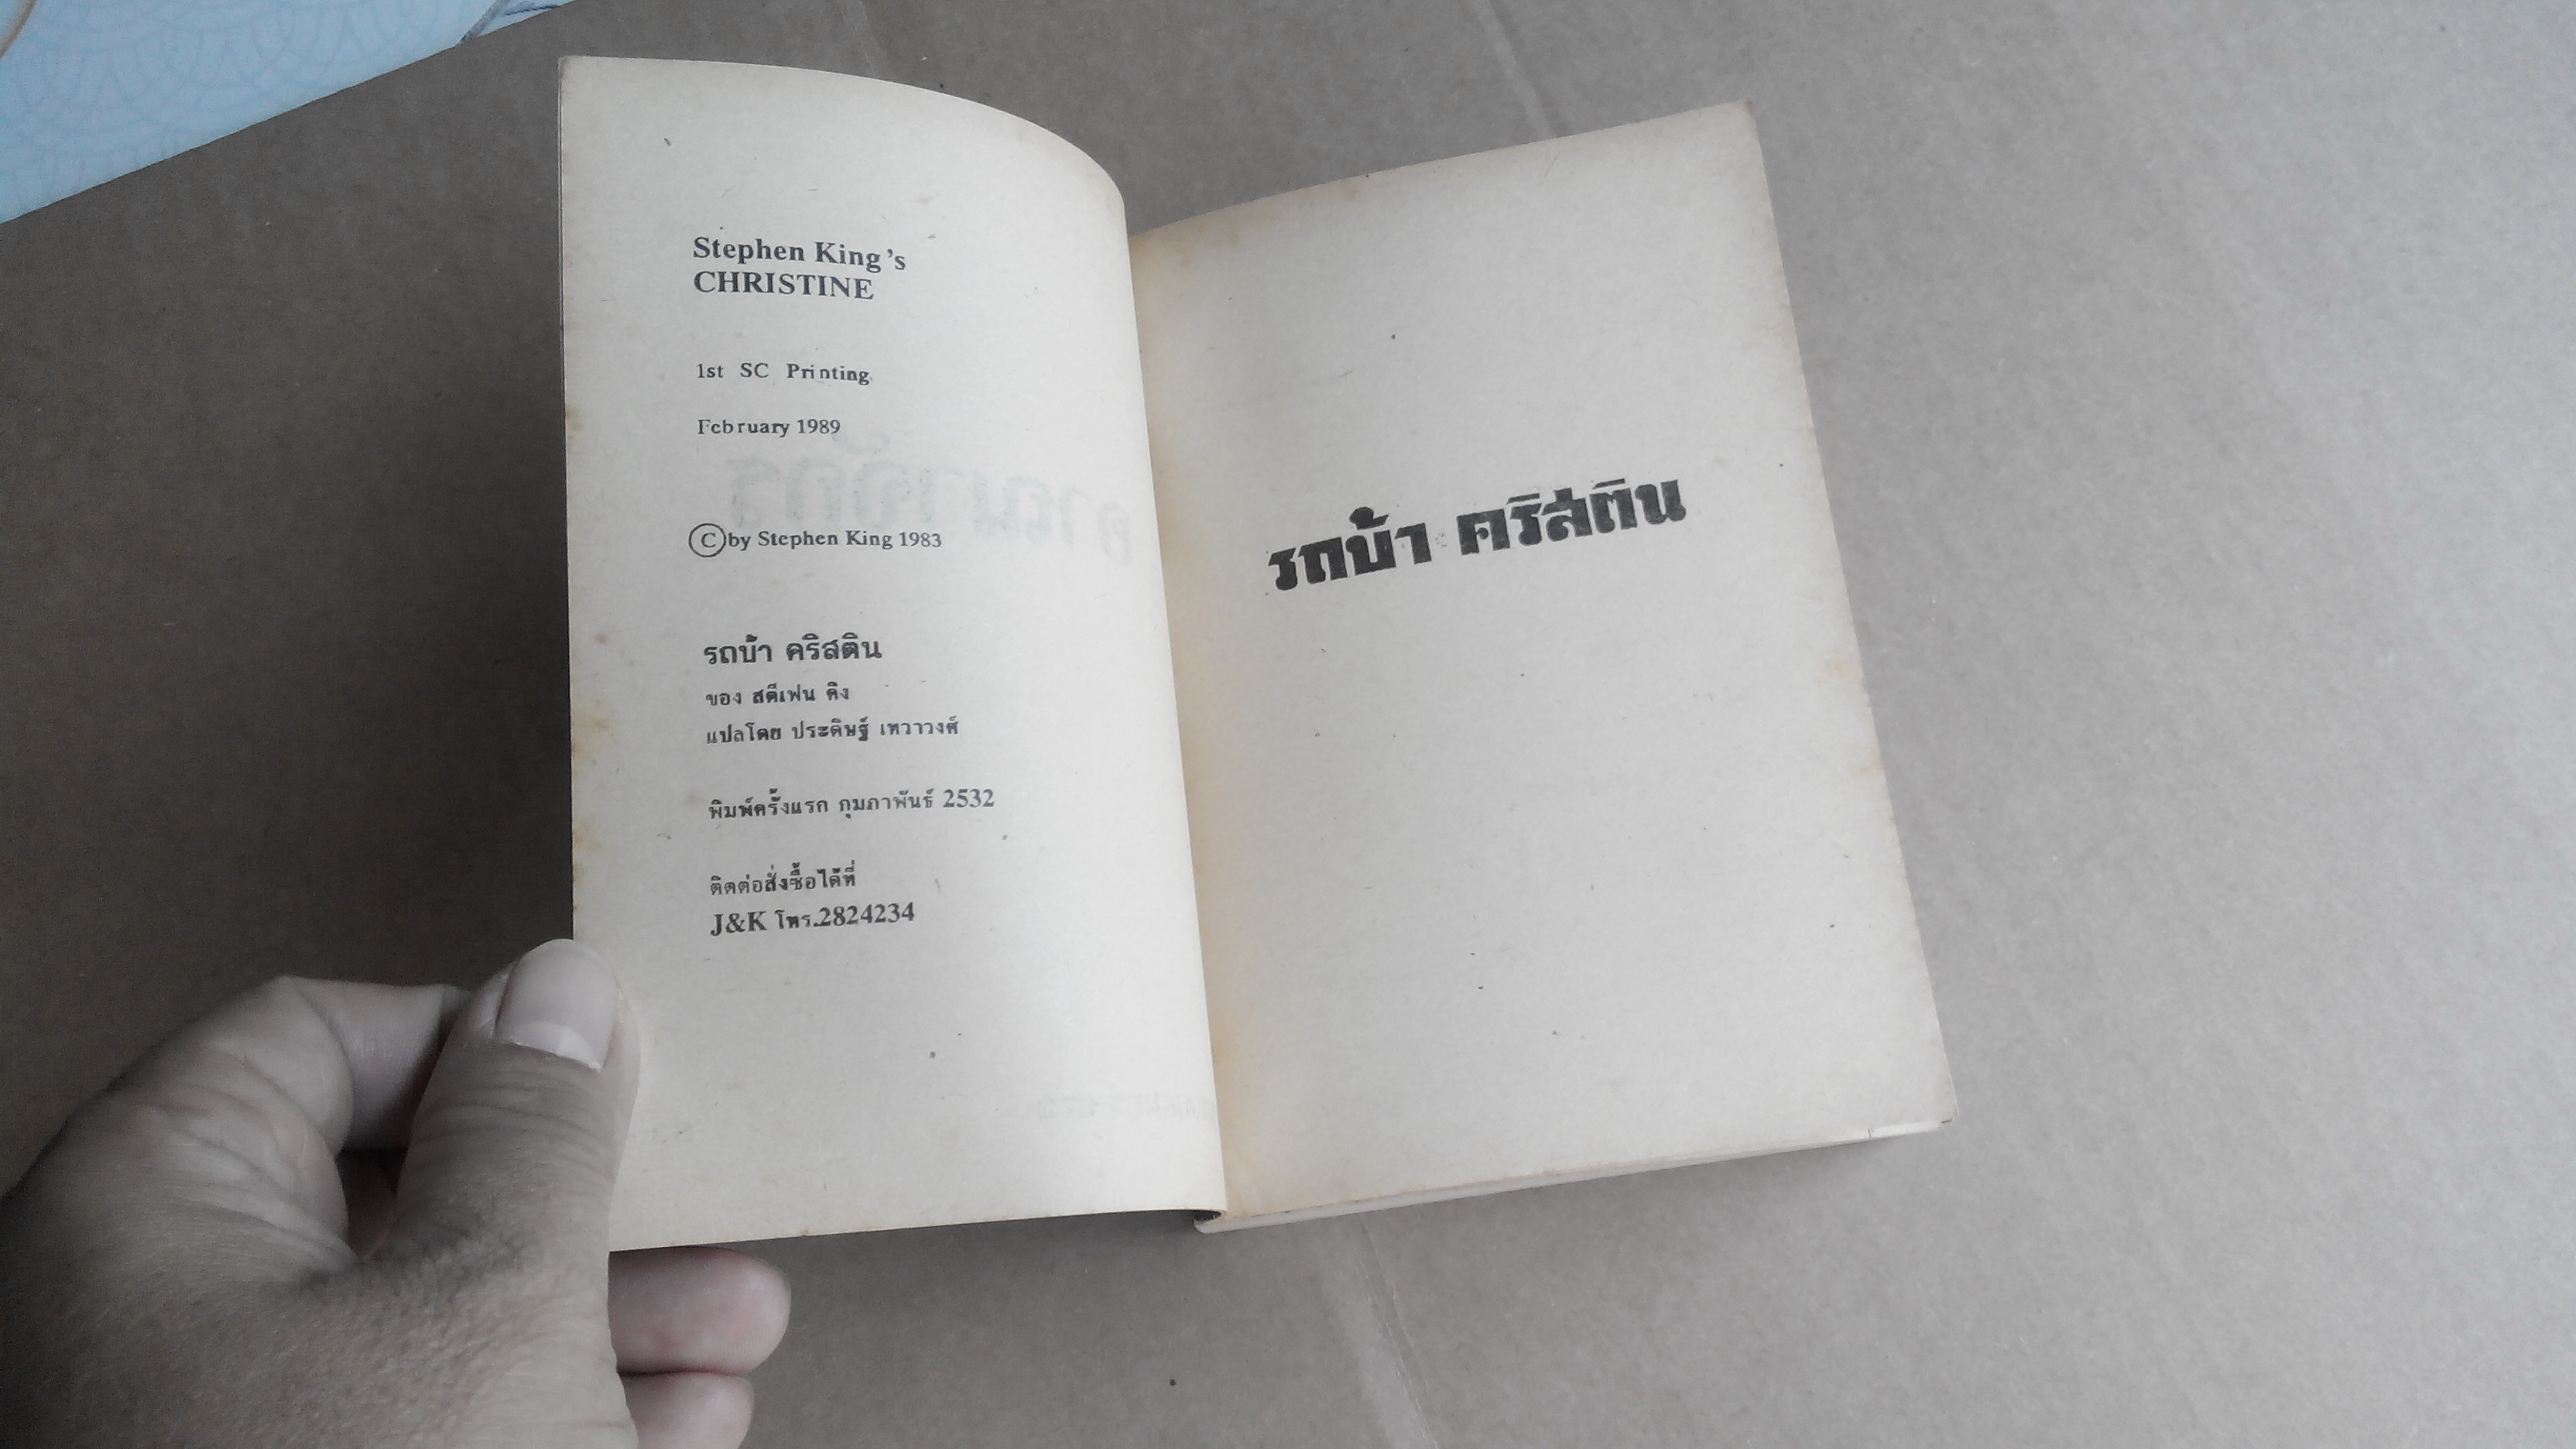 Stephen King's
CHRISTINE
1st SC Printing
February 1989
© by Stephen King 1983
รถบ้า คริสติน
ของ สตีเฟน คิง
แปลโดย ประดิษฐ์ เทวาวงศ์
พิมพ์ครั้งแรก กุมภาพันธ์ 2532
ติดต่อสั่งซื้อได้ที่
J&K โทร.2824234
รถบ้า คริสติน